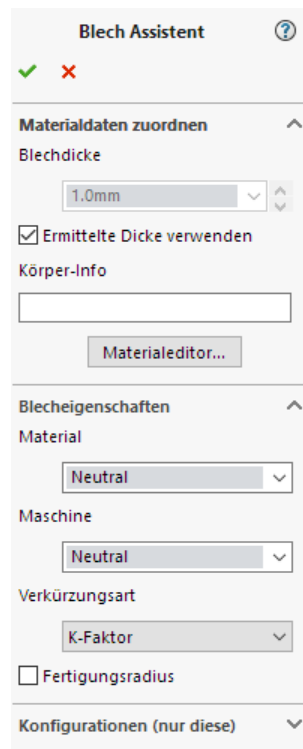 Blech Assistent
Materialdaten zuordnen
Blechdicke
1.0mm
Ermittelte Dicke verwenden
Körper-Info
Materialeditor...
Blecheigenschaften
Material
Neutral
Maschine
Neutral
Verkürzungsart
K-Faktor
Fertigungsradius
Konfigurationen (nur diese)